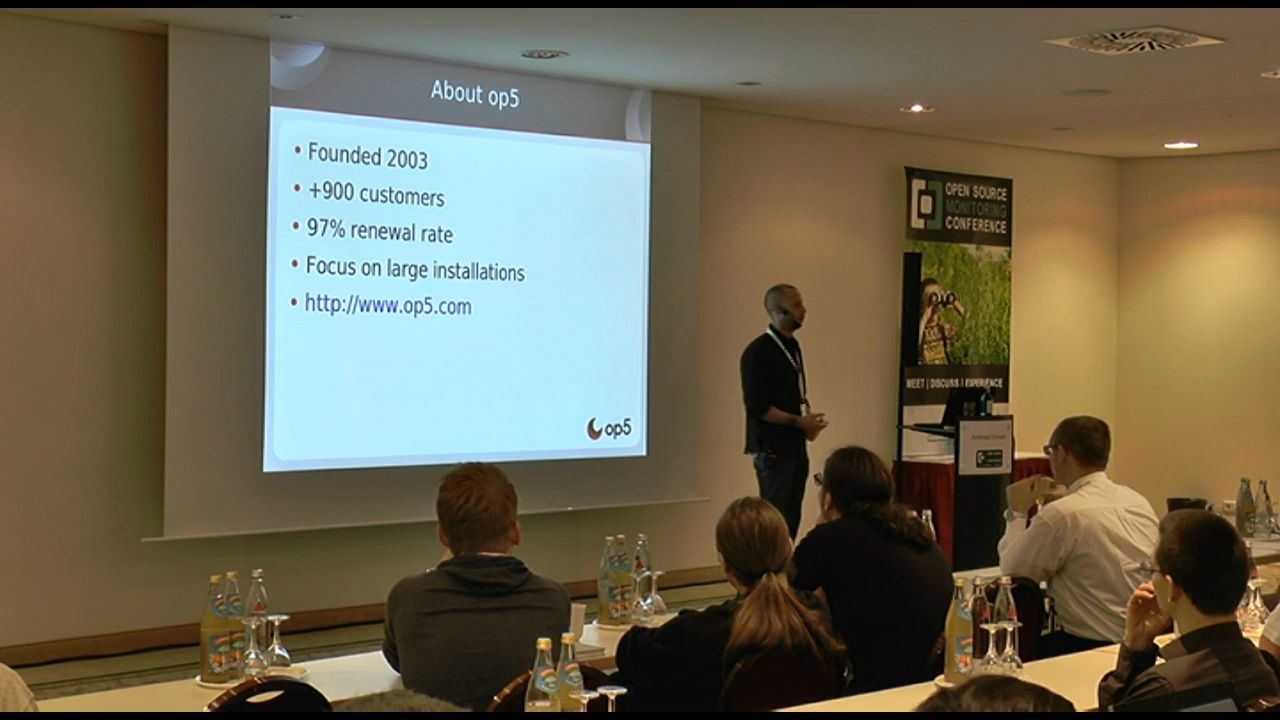 About op5
• Founded 2003
• +900 customers
• 97% renewal rate
• Focus on large installations
• http://www.op5.com
op5
OPEN SOURCE
MONITORING
CONFERENCE
MEET | DISCUSS | EXPERIENCE